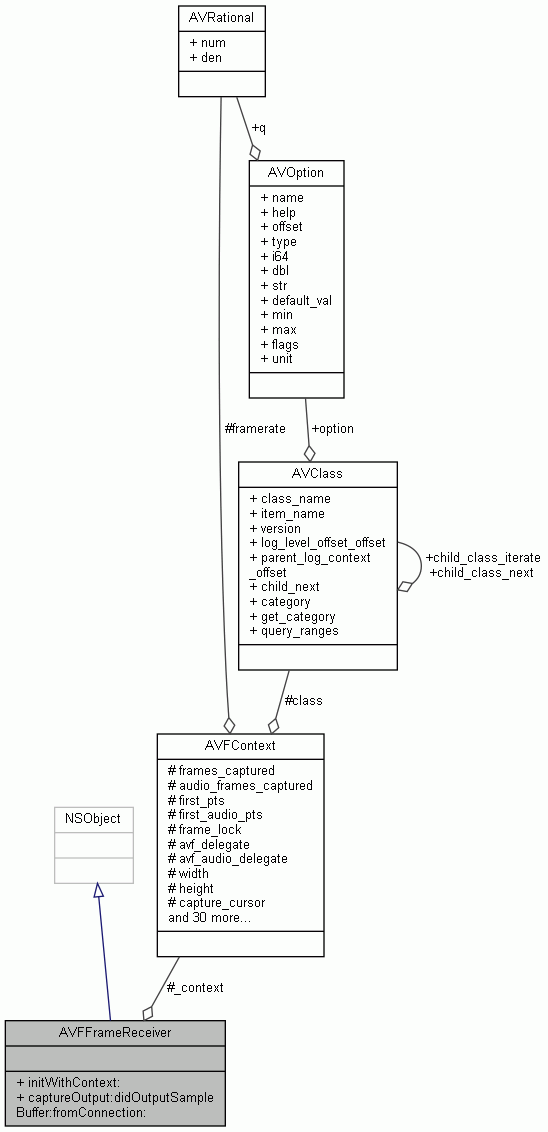 AVRational
+ num
+ den
+q
AVOption
+ name
+ help
+ offset
+ type
+ i64
+ dbl
+ str
+ default_val
+ min
+ max
+ flags
+ unit
#framerate
+option
AVClass
+ class_name
+ item_name
+ version
+ log_level_offset_offset
+ parent_log_context
_offset
+ child_next
+ category
+ get_category
+ query_ranges
+child_class_iterate
+child_class_next
#class
AVFContext
# frames_captured
# audio_frames_captured
# first_pts
# first_audio_pts
# frame_lock
# avf_delegate
# avf_audio_delegate
# width
# height
# capture_cursor
and 30 more...
NSObject
#_context
AVFFrameReceiver
+ initWithContext:
+ captureOutput:didOutputSample
Buffer:fromConnection: